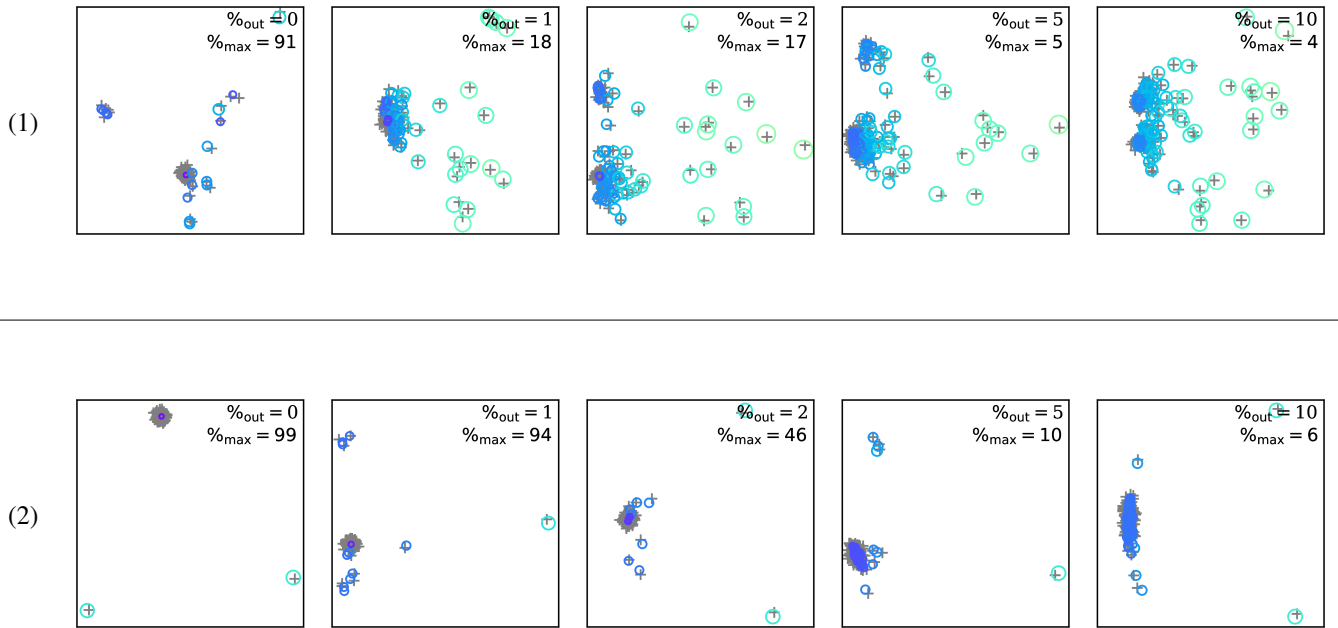 %out = 0
%max = 91
%out = 1
%max = 18
%out = 2
%max = 17
%out = 5
%max = 5
%out = 10
%max = 4
(1)
%out = 0
%max = 99
%out = 1
%max = 94
%out = 2
%max = 46
%out = 5
%max = 10
%out = 10
%max = 6
(2)